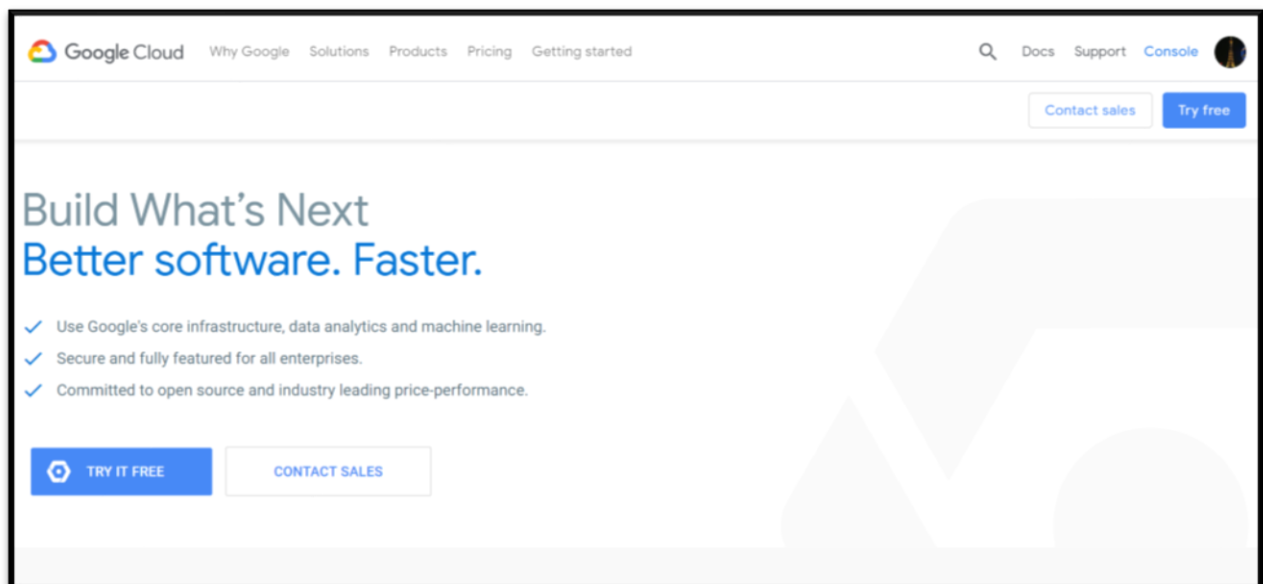 Google Cloud Why Google Solutions Products Pricing Getting started Docs Support Console
Contact sales Try free
Build What's Next
Better software. Faster.
Use Google's core infrastructure, data analytics and machine learning.
Secure and fully featured for all enterprises.
Committed to open source and industry leading price-performance.
TRY IT FREE CONTACT SALES